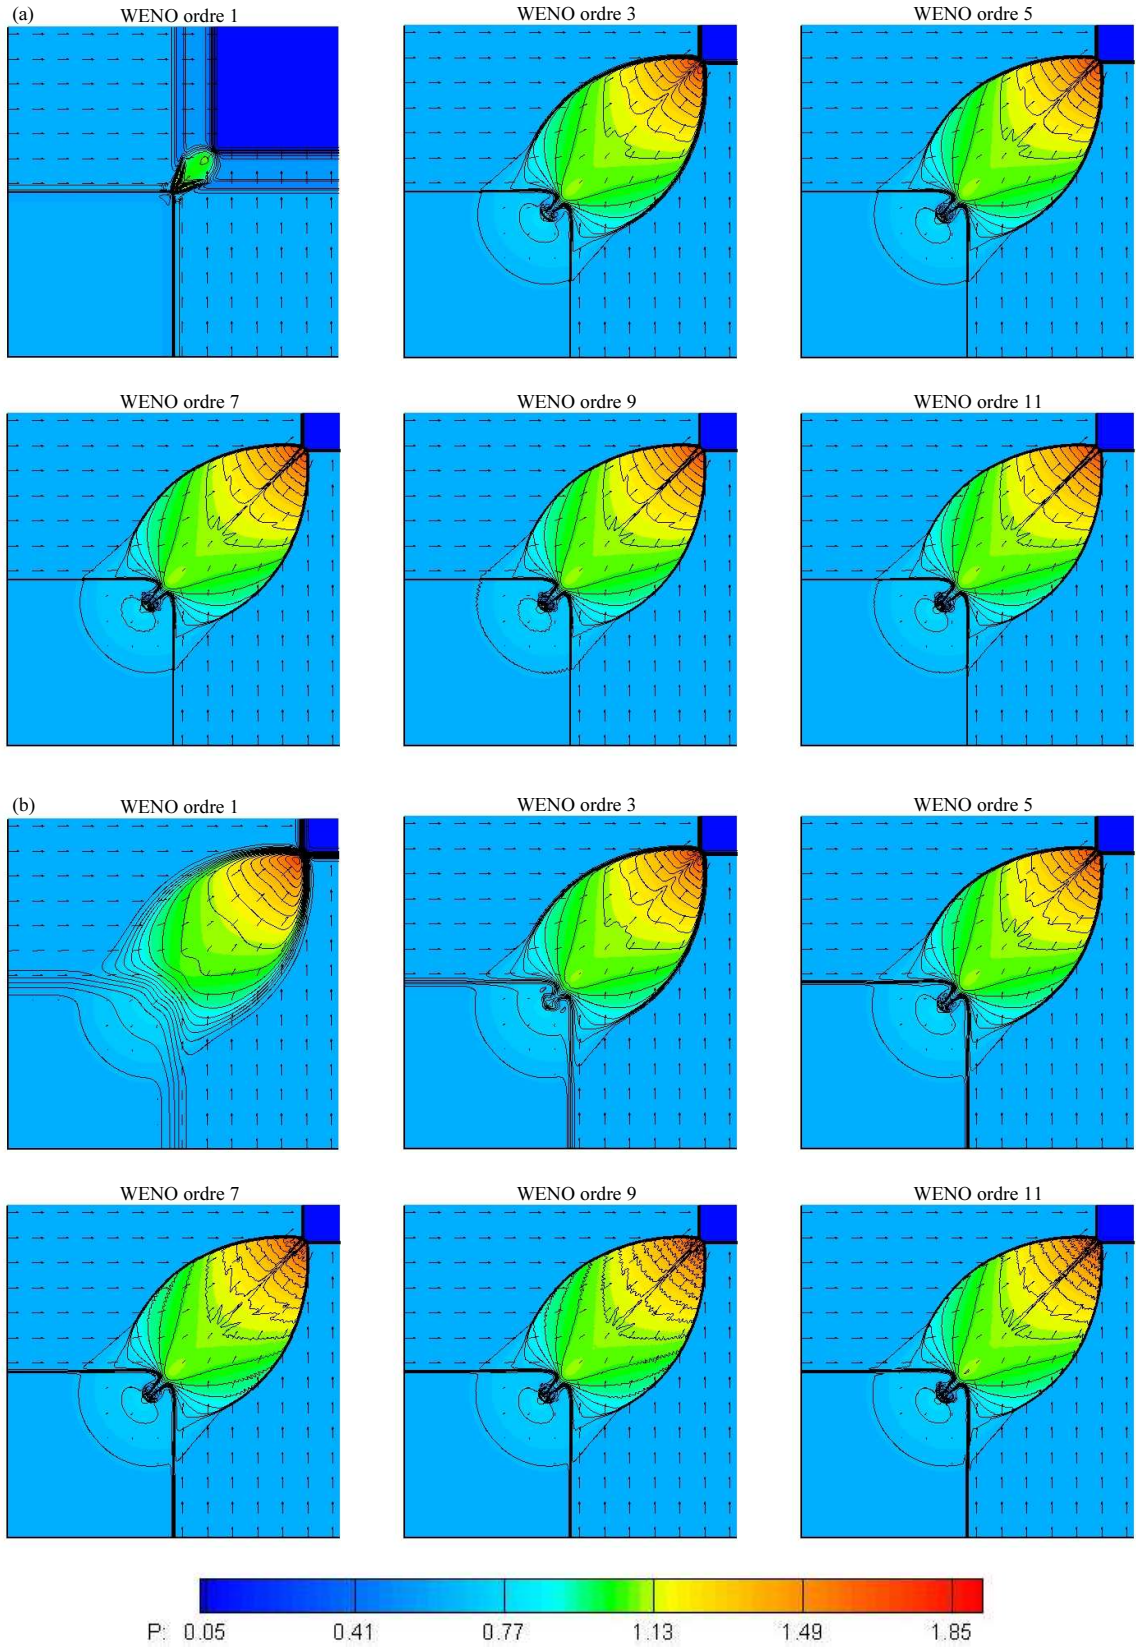 (a)
WENO ordre 1
WENO ordre 3
WENO ordre 5
WENO ordre 7
WENO ordre 9
WENO ordre 11
(b)
WENO ordre 1
WENO ordre 3
WENO ordre 5
WENO ordre 7
WENO ordre 9
WENO ordre 11
P: 0.05 0.41 0.77 1.13 1.49 1.85